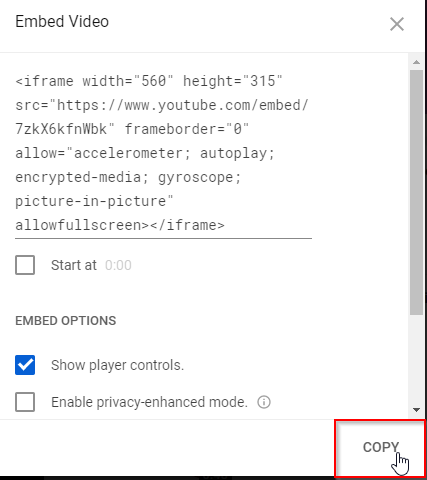 Embed Video
<iframe width="560" height="315"
src="https://www.youtube.com/embed/
7zkX6kfnWbk" frameborder="0"
allow="accelerometer; autoplay;
encrypted-media; gyroscope;
picture-in-picture"
allowfullscreen></iframe>
Start at 0:00
EMBED OPTIONS
Show player controls.
Enable privacy-enhanced mode.
COPY